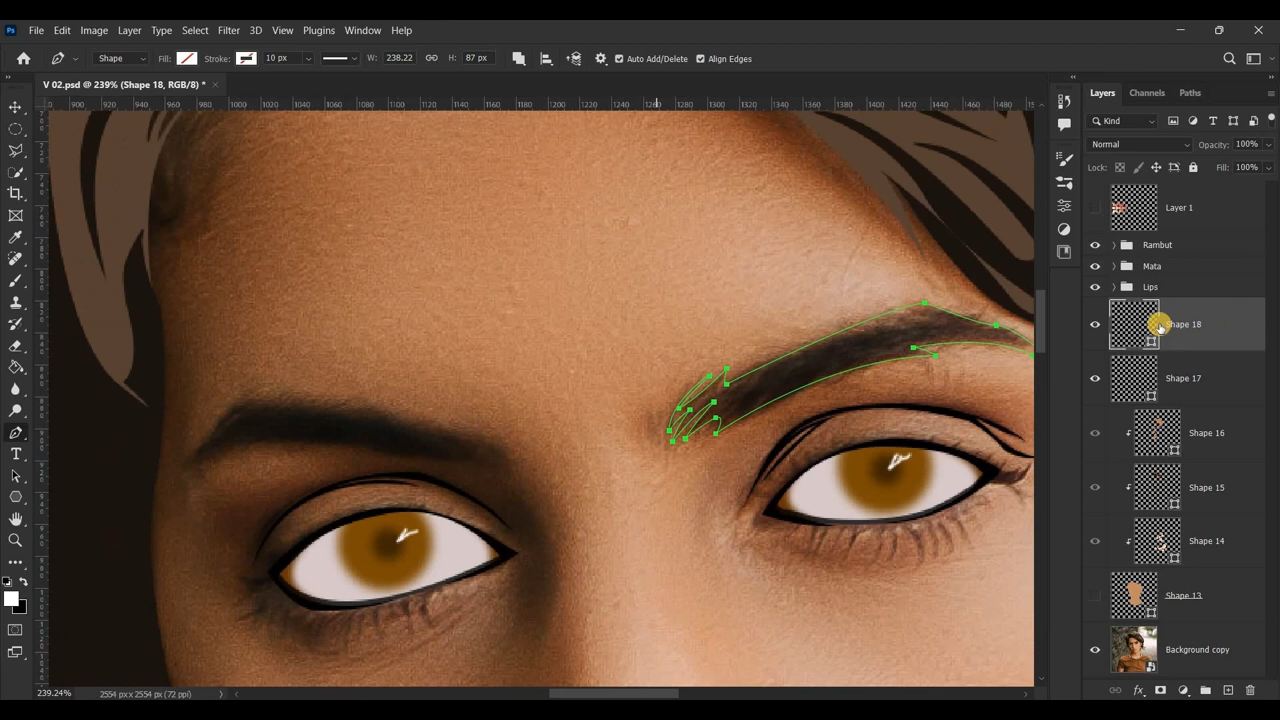 Ps File Edit Image Layer Type Select Filter 3D View Plugins Window Help
Shape Fill: Stroke: 10 px W: 238.22 H: 87 px Auto Add/Delete Align Edges
V 02.psd @ 239% (Shape 18, RGB/8) *
900 920 940 960 980 1000 1020 1040 1060 1080 1100 1120 1140 1160 1180 1200 1220 1240 1260 1280 1300 1320 1340 1360 1380 1400 1420 1440 1460 1480
Layers Channels Paths
Kind
Normal Opacity: 100%
Lock: Fill: 100%
Layer 1
Rambut
Mata
Lips
Shape 18
Shape 17
Shape 16
Shape 15
Shape 14
Shape 13
Background copy
239.24% 2554 px x 2554 px (72 ppi)